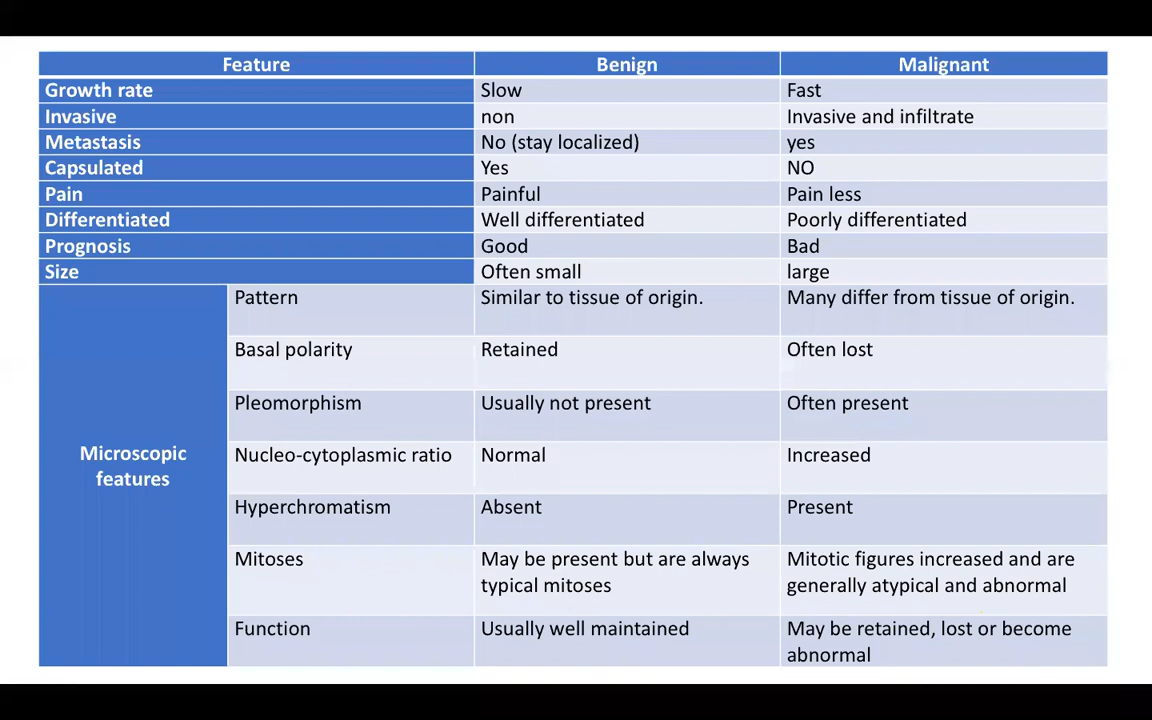 Feature Benign Malignant
Growth rate Slow Fast
Invasive non Invasive and infiltrate
Metastasis No (stay localized) yes
Capsulated Yes NO
Pain Painful Pain less
Differentiated Well differentiated Poorly differentiated
Prognosis Good Bad
Size Often small large
Microscopic
features
Pattern Similar to tissue of origin. Many differ from tissue of origin.
Basal polarity Retained Often lost
Pleomorphism Usually not present Often present
Nucleo-cytoplasmic ratio Normal Increased
Hyperchromatism Absent Present
Mitoses May be present but are always Mitotic figures increased and are
typical mitoses generally atypical and abnormal
Function Usually well maintained May be retained, lost or become
abnormal